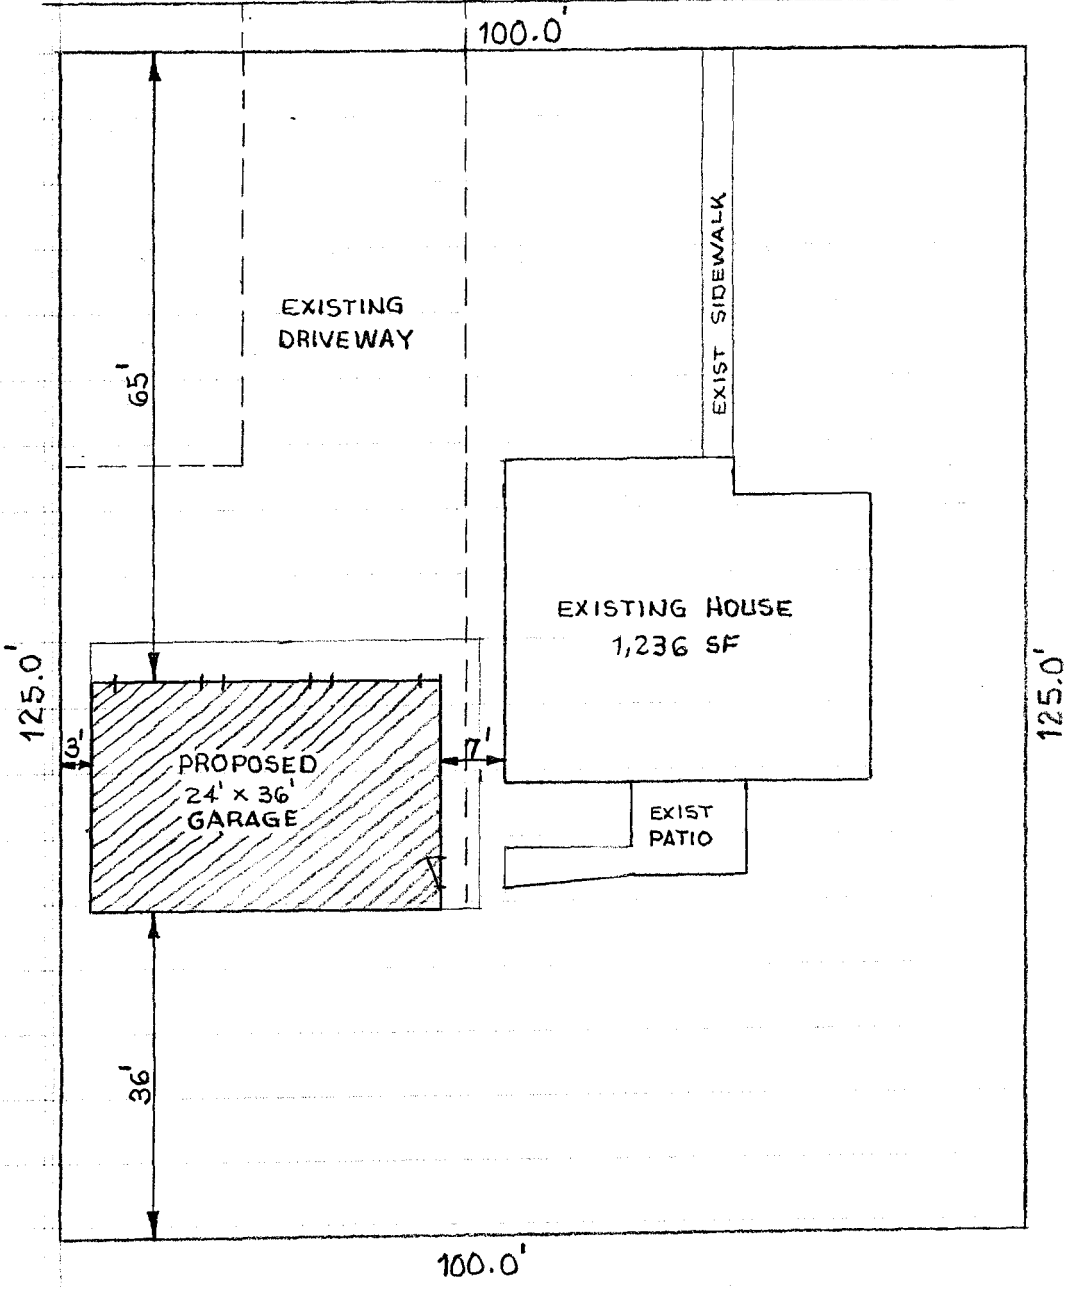 100.0'
EXISTING
DRIVEWAY
EXIST SIDEWALK
65'
EXISTING HOUSE
1,236 SF
125.0'
125.0'
3'
7'
PROPOSED
24' x 36'
GARAGE
EXIST
PATIO
36'
100.0'